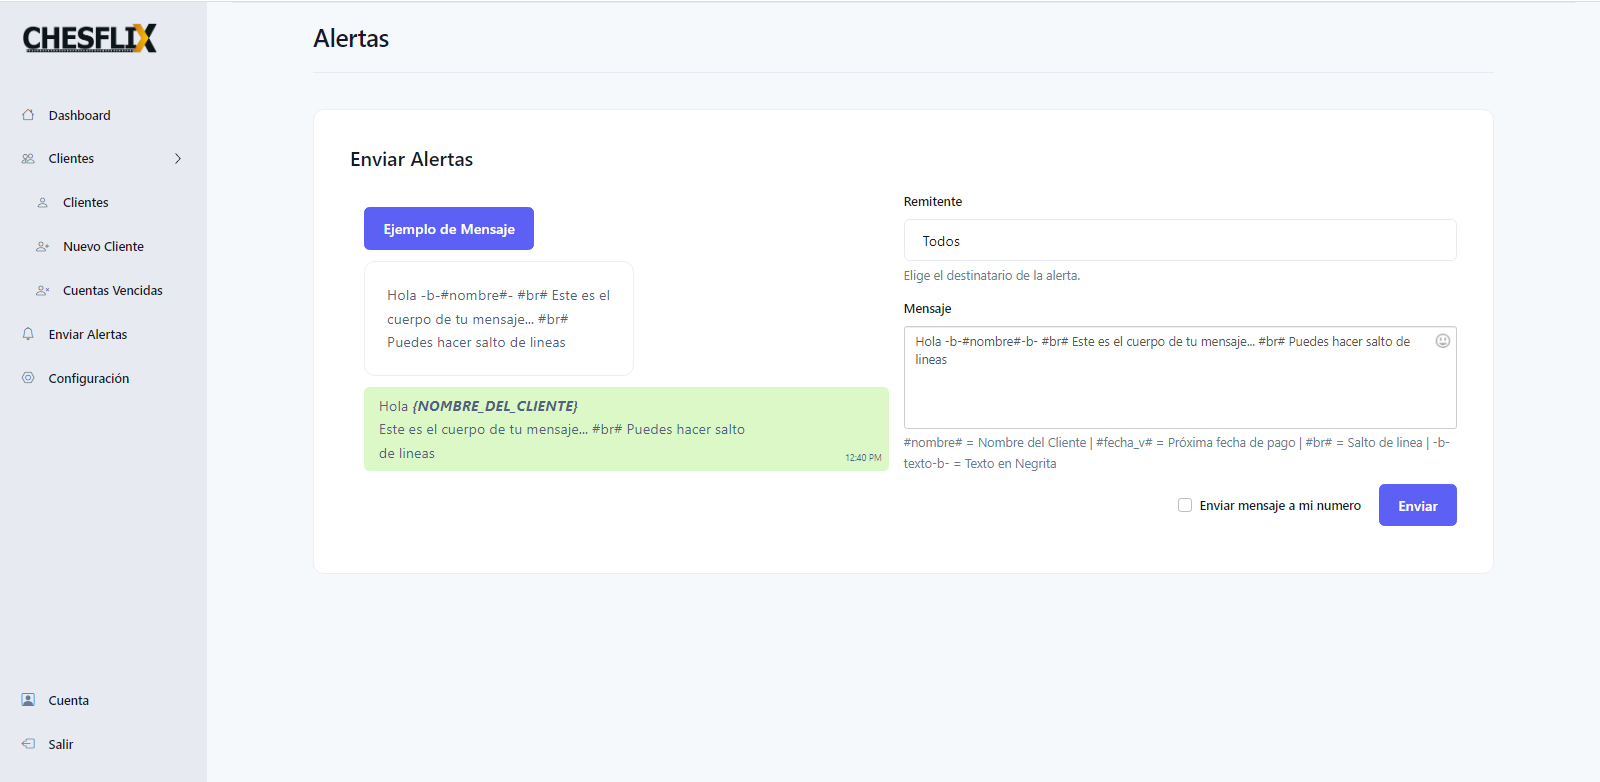 CHESFLIX
Dashboard
Clientes
Clientes
Nuevo Cliente
Cuentas Vencidas
Enviar Alertas
Configuración
Cuenta
Salir
Alertas
Enviar Alertas
Ejemplo de Mensaje
Hola -b-#nombre#- #br# Este es el
cuerpo de tu mensaje... #br#
Puedes hacer salto de lineas
Hola {NOMBRE_DEL_CLIENTE}
Este es el cuerpo de tu mensaje... #br# Puedes hacer salto
de lineas
12:40 PM
Remitente
Todos
Elige el destinatario de la alerta.
Mensaje
Hola -b-#nombre#-b- #br# Este es el cuerpo de tu mensaje... #br# Puedes hacer salto de
lineas
#nombre# = Nombre del Cliente | #fecha_v# = Próxima fecha de pago | #br# = Salto de linea | -b-
texto-b- = Texto en Negrita
Enviar mensaje a mi numero
Enviar